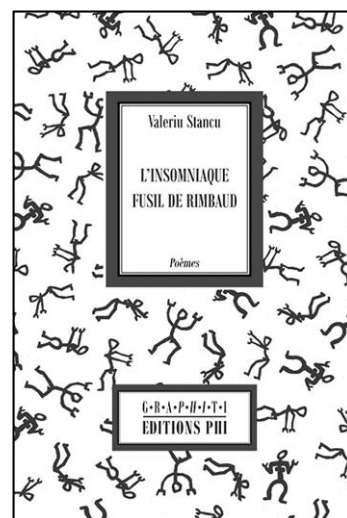 Valeriu Stancu
L'INSOMNIAQUE
FUSIL DE RIMBAUD
Poèmes
G•R•A•P•H•I•T•I
EDITIONS PHI